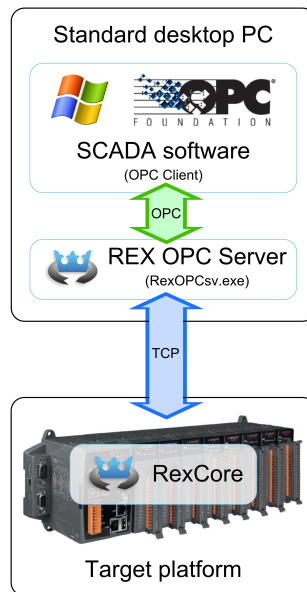 Standard desktop PC
OPC
FOUNDATION
SCADA software
(OPC Client)
OPC
REX OPC Server
(RexOPCsv.exe)
TCP
RexCore
Target platform